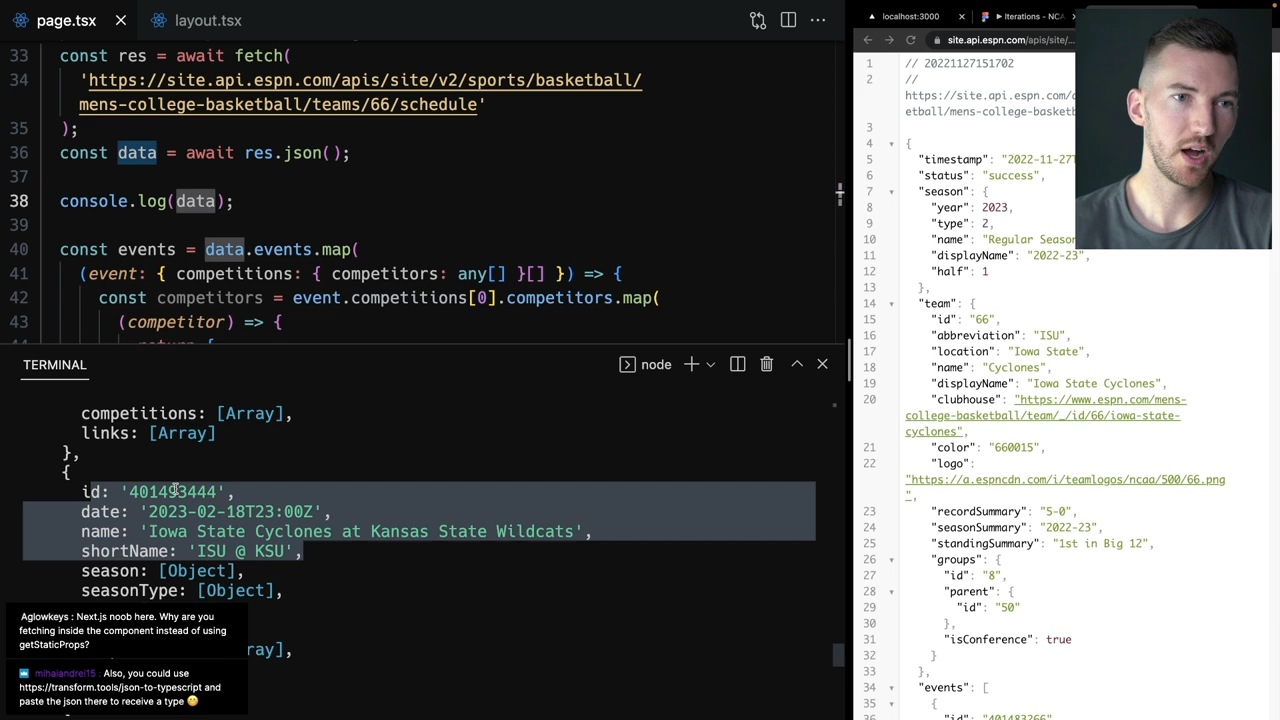 page.tsx
layout.tsx
33 const res = await fetch(
34 'https://site.api.espn.com/apis/site/v2/sports/basketball/
mens-college-basketball/teams/66/schedule'
35 );
36 const data = await res.json();
37
38 console.log(data);
39
40 const events = data.events.map(
41 (event: { competitions: { competitors: any[] }[] }) => {
42 const competitors = event.competitions[0].competitors.map(
43 (competitor) => {
return {
TERMINAL
node
competitions: [Array],
links: [Array]
},
{
id: '401493444',
date: '2023-02-18T23:00Z',
name: 'Iowa State Cyclones at Kansas State Wildcats',
shortName: 'ISU @ KSU',
season: [Object],
seasonType: [Object],
ray],
Aglowkeys : Next.js noob here. Why are you
fetching inside the component instead of using
getStaticProps?
mihaiandrei15 : Also, you could use
https://transform.tools/json-to-typescript and
paste the json there to receive a type 😁
localhost:3000
Iterations - NCA
site.api.espn.com/apis/site/...
1 // 20221127151702
2 //
https://site.api.espn.com/a
etball/mens-college-basketb
3
4 {
5 "timestamp": "2022-11-27T
6 "status": "success",
7 "season": {
8 "year": 2023,
9 "type": 2,
10 "name": "Regular Season
11 "displayName": "2022-23",
12 "half": 1
13 },
14 "team": {
15 "id": "66",
16 "abbreviation": "ISU",
17 "location": "Iowa State",
18 "name": "Cyclones",
19 "displayName": "Iowa State Cyclones",
20 "clubhouse": "https://www.espn.com/mens-
college-basketball/team/_/id/66/iowa-state-
cyclones",
21 "color": "660015",
22 "logo":
"https://a.espncdn.com/i/teamlogos/ncaa/500/66.png
",
23 "recordSummary": "5-0",
24 "seasonSummary": "2022-23",
25 "standingSummary": "1st in Big 12",
26 "groups": {
27 "id": "8",
28 "parent": {
29 "id": "50"
30 },
31 "isConference": true
32 }
33 },
34 "events": [
35 {
36 "id": "401483266"